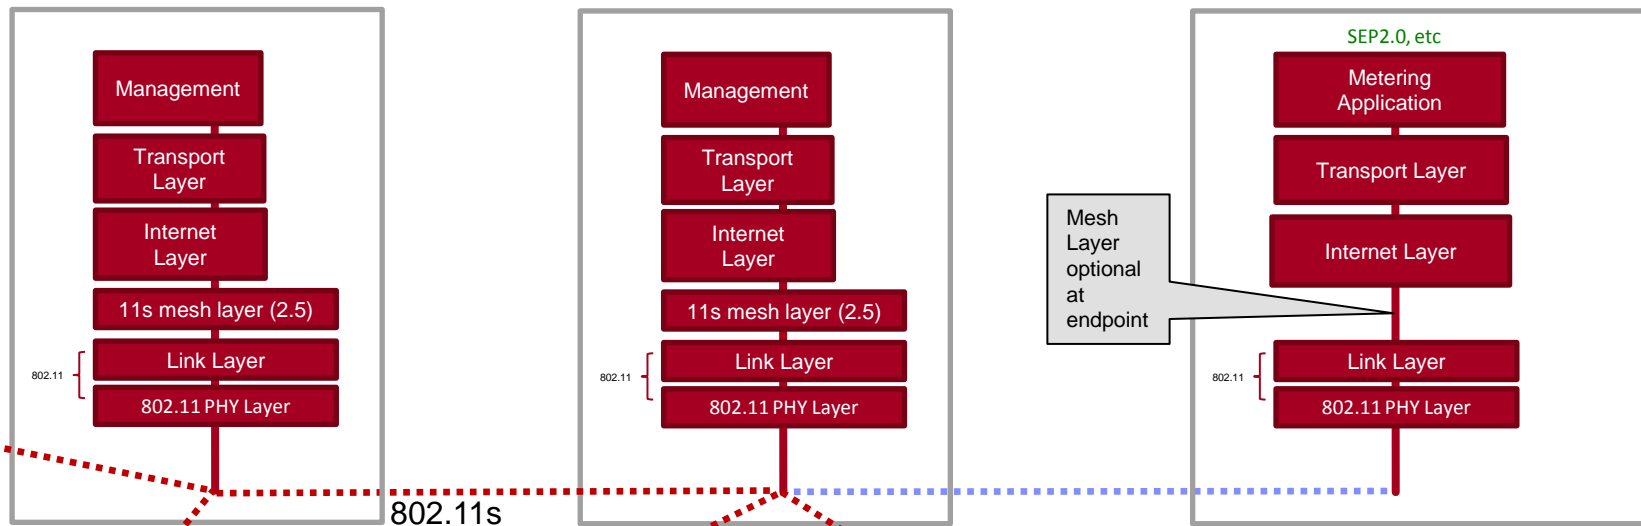 Management
Transport
Layer
Internet
Layer
11s mesh layer (2.5)
Link Layer
802.11
802.11 PHY Layer
802.11s
Management
Transport
Layer
Internet
Layer
11s mesh layer (2.5)
Link Layer
802.11
802.11 PHY Layer
SEP2.0, etc
Metering
Application
Transport Layer
Internet Layer
Mesh
Layer
optional
at
endpoint
Link Layer
802.11
802.11 PHY Layer